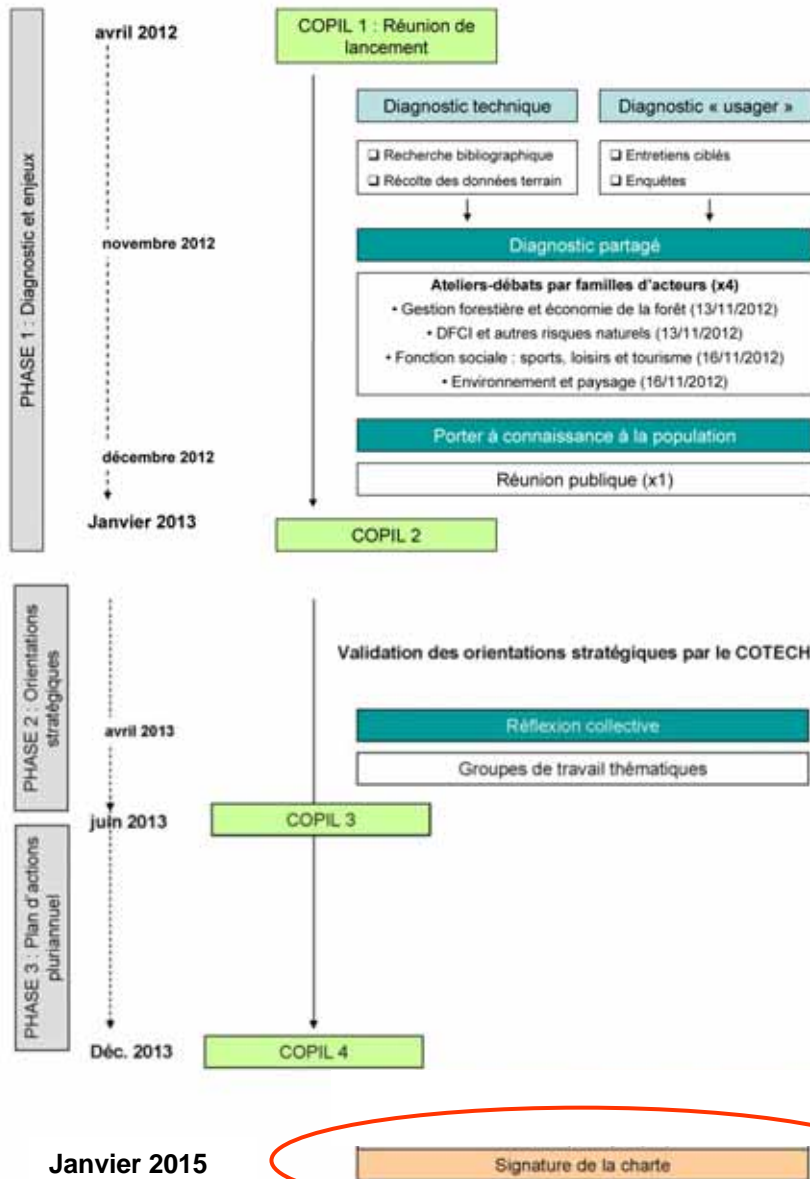 PHASE 1 : Diagnostic et enjeux
avril 2012
COPIL 1 : Réunion de
lancement
Diagnostic technique
Diagnostic « usager »
❑ Recherche bibliographique
❑ Récolte des données terrain
❑ Entretiens ciblés
❑ Enquêtes
novembre 2012
Diagnostic partagé
Ateliers-débats par familles d'acteurs (x4)
• Gestion forestière et économie de la forêt (13/11/2012)
• DFCI et autres risques naturels (13/11/2012)
• Fonction sociale : sports, loisirs et tourisme (16/11/2012)
• Environnement et paysage (16/11/2012)
Porter à connaissance à la population
décembre 2012
Réunion publique (x1)
Janvier 2013
COPIL 2
PHASE 2 : Orientations
stratégiques
Validation des orientations stratégiques par le COTECH
avril 2013
Réflexion collective
Groupes de travail thématiques
juin 2013
COPIL 3
PHASE 3 : Plan d'actions
pluriannuel
Déc. 2013
COPIL 4
Janvier 2015
Signature de la charte